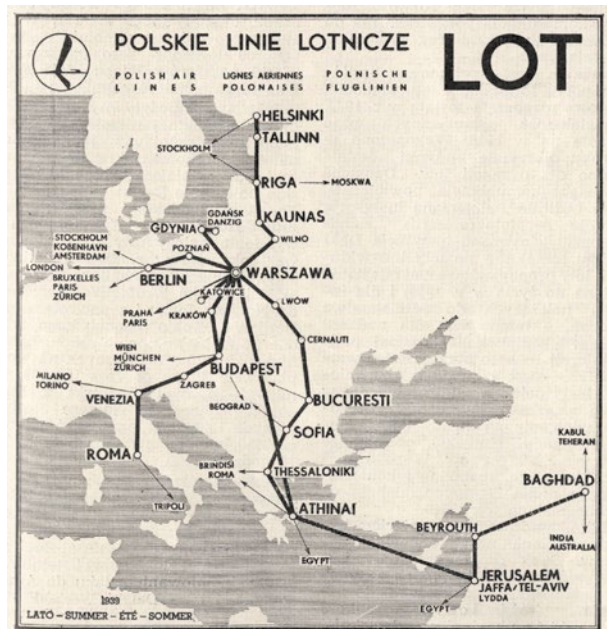 POLSKIE LINIE LOTNICZE
LOT
POLISH AIR
LINES
LIGNES AERIENNES
POLONAISES
POLNISCHE
FLUGLINIEN
HELSINKI
TALLINN
STOCKHOLM
RIGA
MOSKWA
KAUNAS
GDAŃSK
DANZIG
GDYNIA
WILNO
STOCKHOLM
KOBENHAVN
AMSTERDAM
POZNAŃ
LONDON
BERLIN
WARSZAWA
BRUXELLES
PARIS
ZÜRICH
KATOWICE
LWÓW
PRAHA
PARIS
KRAKÓW
CERNAUTI
WIEN
MÜNCHEN
ZÜRICH
BUDAPEST
MILANO
TORINO
ZAGREB
VENEZIA
BEOGRAD
BUCURESTI
SOFIA
KABUL
TEHERAN
ROMA
BRINDISI
ROMA
THESSALONIKI
BAGHDAD
TRIPOLI
ATHINAI
BEYROUTH
INDIA
AUSTRALIA
EGYPT
JERUSALEM
JAFFA/TEL-AVIV
LYDDA
EGYPT
1939
LATÓ – SUMMER – ÉTÉ – SOMMER